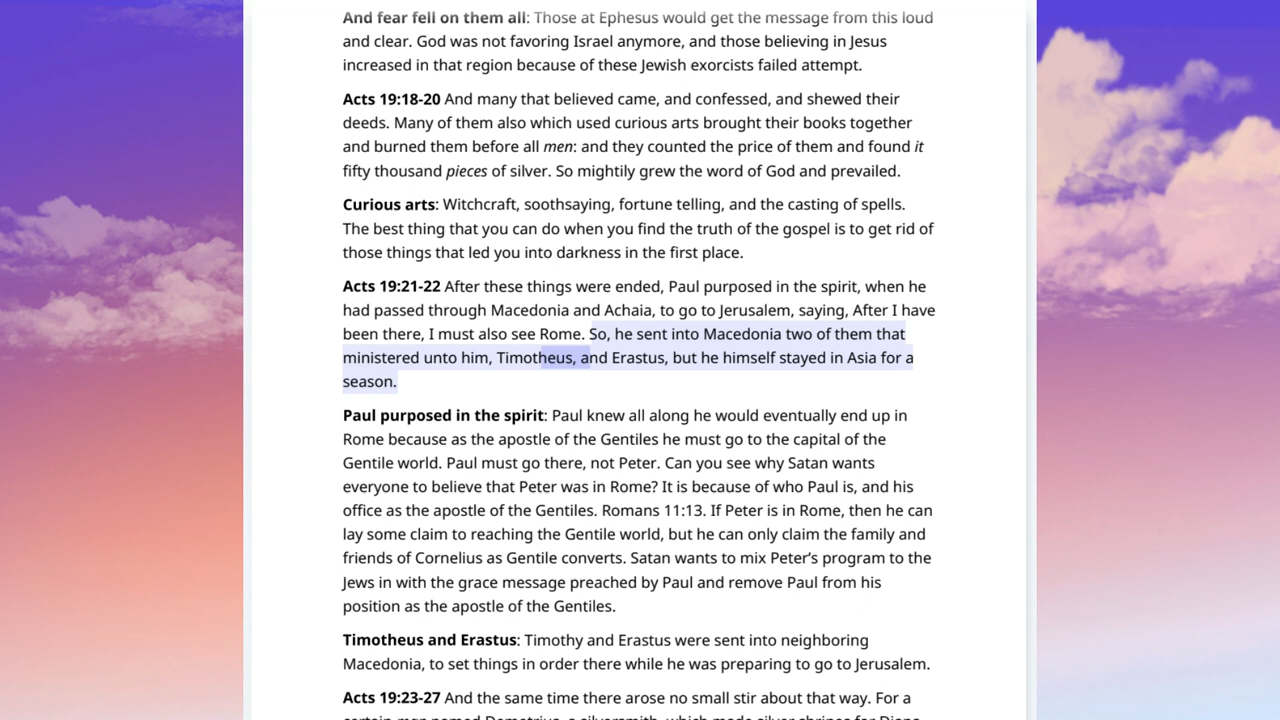 And fear fell on them all: Those at Ephesus would get the message from this loud
and clear. God was not favoring Israel anymore, and those believing in Jesus
increased in that region because of these Jewish exorcists failed attempt.
Acts 19:18-20 And many that believed came, and confessed, and shewed their
deeds. Many of them also which used curious arts brought their books together
and burned them before all men: and they counted the price of them and found it
fifty thousand pieces of silver. So mightily grew the word of God and prevailed.
Curious arts: Witchcraft, soothsaying, fortune telling, and the casting of spells.
The best thing that you can do when you find the truth of the gospel is to get rid of
those things that led you into darkness in the first place.
Acts 19:21-22 After these things were ended, Paul purposed in the spirit, when he
had passed through Macedonia and Achaia, to go to Jerusalem, saying, After I have
been there, I must also see Rome. So, he sent into Macedonia two of them that
ministered unto him, Timotheus, and Erastus, but he himself stayed in Asia for a
season.
Paul purposed in the spirit: Paul knew all along he would eventually end up in
Rome because as the apostle of the Gentiles he must go to the capital of the
Gentile world. Paul must go there, not Peter. Can you see why Satan wants
everyone to believe that Peter was in Rome? It is because of who Paul is, and his
office as the apostle of the Gentiles. Romans 11:13. If Peter is in Rome, then he can
lay some claim to reaching the Gentile world, but he can only claim the family and
friends of Cornelius as Gentile converts. Satan wants to mix Peter’s program to the
Jews in with the grace message preached by Paul and remove Paul from his
position as the apostle of the Gentiles.
Timotheus and Erastus: Timothy and Erastus were sent into neighboring
Macedonia, to set things in order there while he was preparing to go to Jerusalem.
Acts 19:23-27 And the same time there arose no small stir about that way. For a
certain man named Demetrius, a silversmith, which made silver shrines for Diana